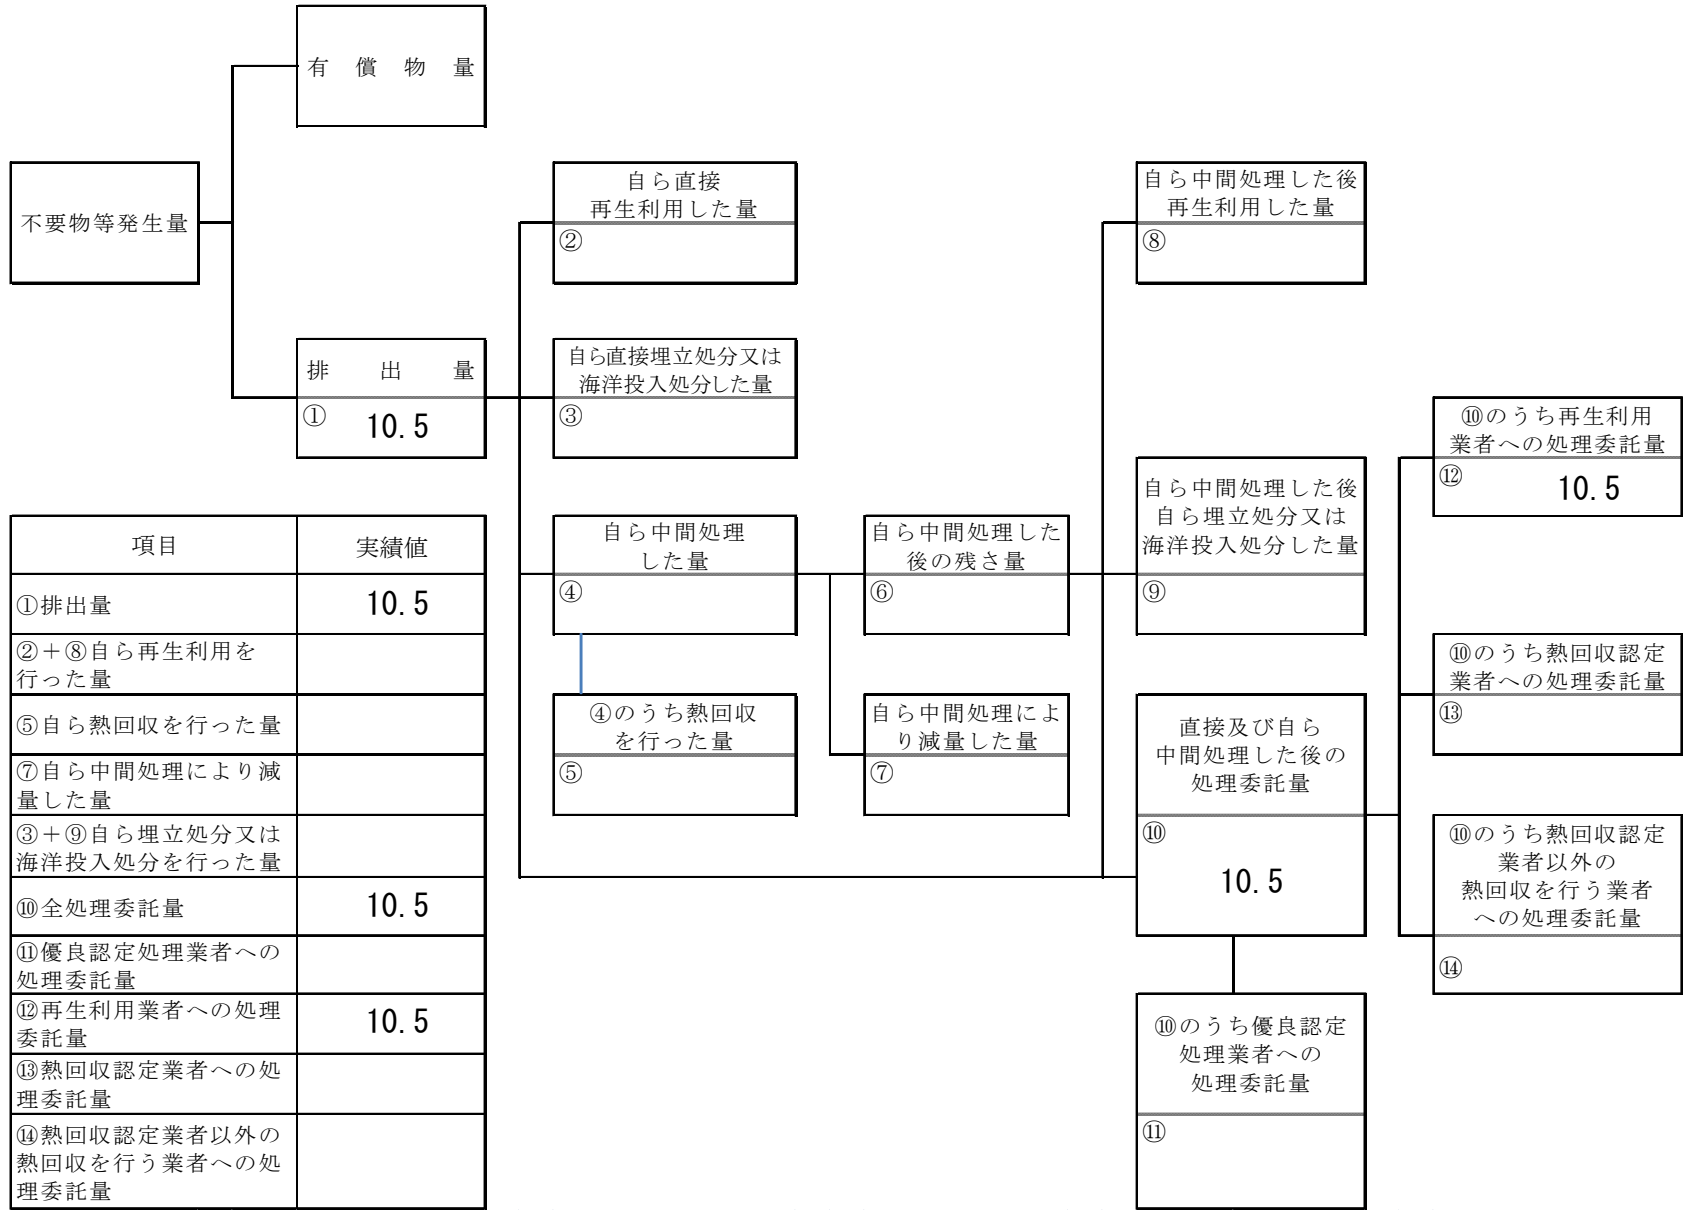 有償物量
不要物等発生量
排出量
① 10.5
自ら直接
再生利用した量
②
自ら直接埋立処分又は
海洋投入処分した量
③
自ら中間処理
した量
④
④のうち熱回収
を行った量
⑤
自ら中間処理した
後の残さ量
⑥
自ら中間処理によ
り減量した量
⑦
自ら中間処理した後
再生利用した量
⑧
自ら中間処理した後
自ら埋立処分又は
海洋投入処分した量
⑨
直接及び自ら
中間処理した後の
処理委託量
⑩
10.5
⑩のうち優良認定
処理業者への
処理委託量
⑪
⑩のうち再生利用
業者への処理委託量
⑫ 10.5
⑩のうち熱回収認定
業者への処理委託量
⑬
⑩のうち熱回収認定
業者以外の
熱回収を行う業者
への処理委託量
⑭
項目 実績値
①排出量 10.5
②＋⑧自ら再生利用を
行った量
⑤自ら熱回収を行った量
⑦自ら中間処理により減
量した量
③＋⑨自ら埋立処分又は
海洋投入処分を行った量
⑩全処理委託量 10.5
⑪優良認定処理業者への
処理委託量
⑫再生利用業者への処理
委託量 10.5
⑬熱回収認定業者への処
理委託量
⑭熱回収認定業者以外の
熱回収を行う業者への処
理委託量